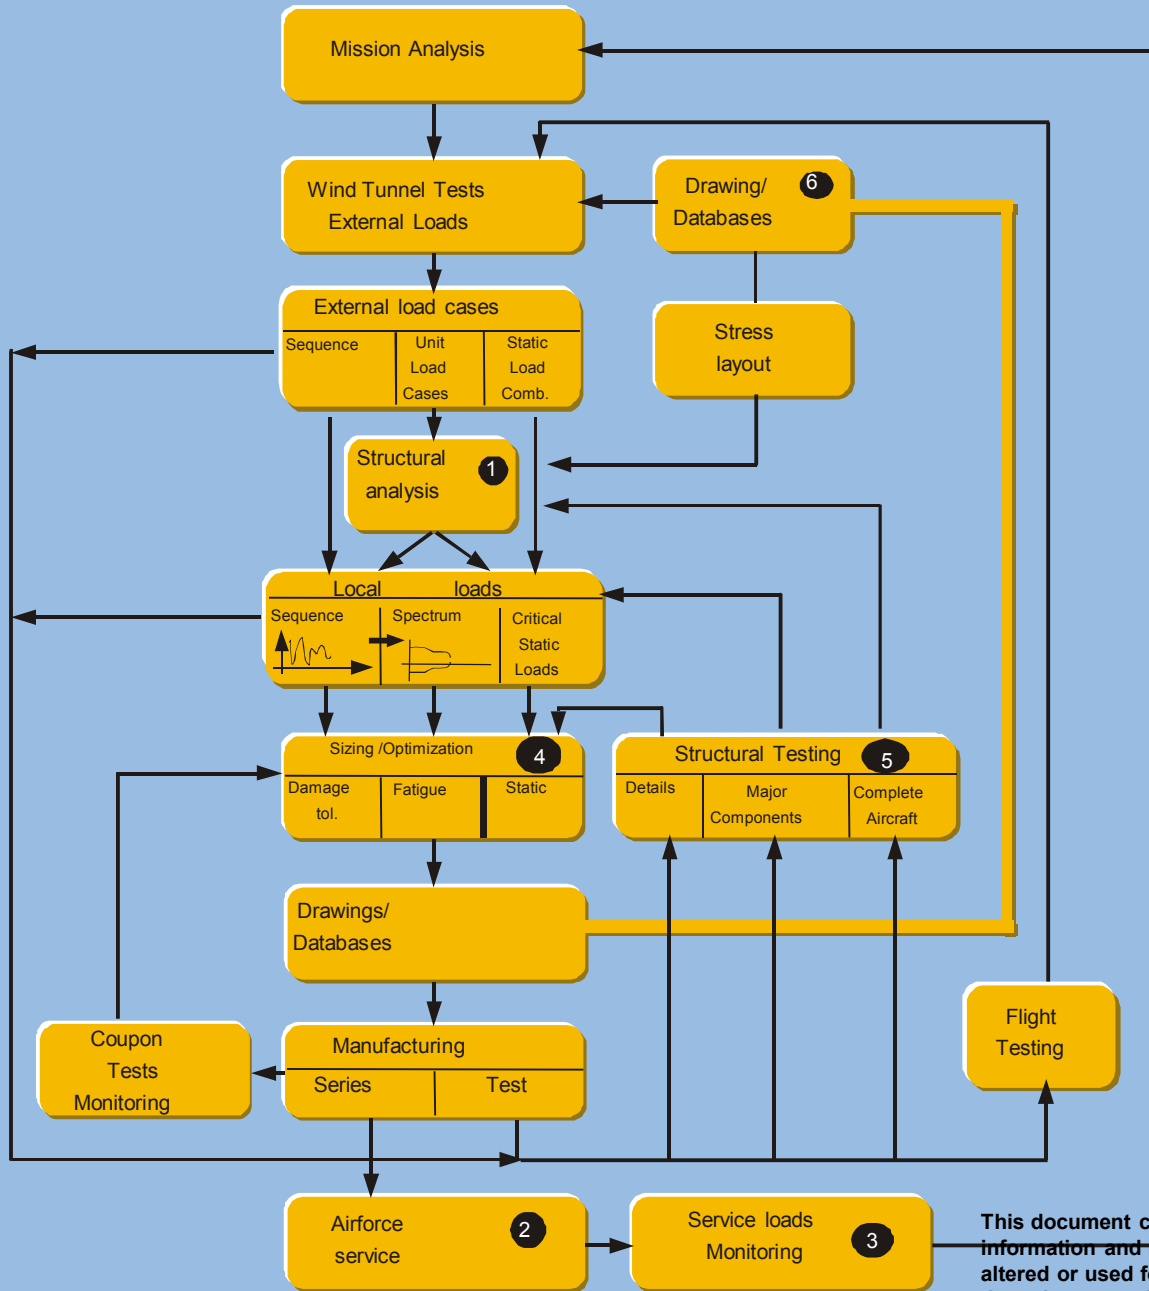 Mission Analysis
Wind Tunnel Tests
External Loads
Drawing/
Databases
6
External load cases
Sequence
Unit
Load
Cases
Static
Load
Comb.
Stress
layout
Structural
analysis
1
Local loads
Sequence
Spectrum
Critical
Static
Loads
Sizing /Optimization
4
Damage
tol.
Fatigue
Static
Structural Testing
5
Details
Major
Components
Complete
Aircraft
Drawings/
Databases
Flight
Testing
Coupon
Tests
Monitoring
Manufacturing
Series
Test
Airforce
service
2
Service loads
Monitoring
3
This document c
information and
altered or used fo